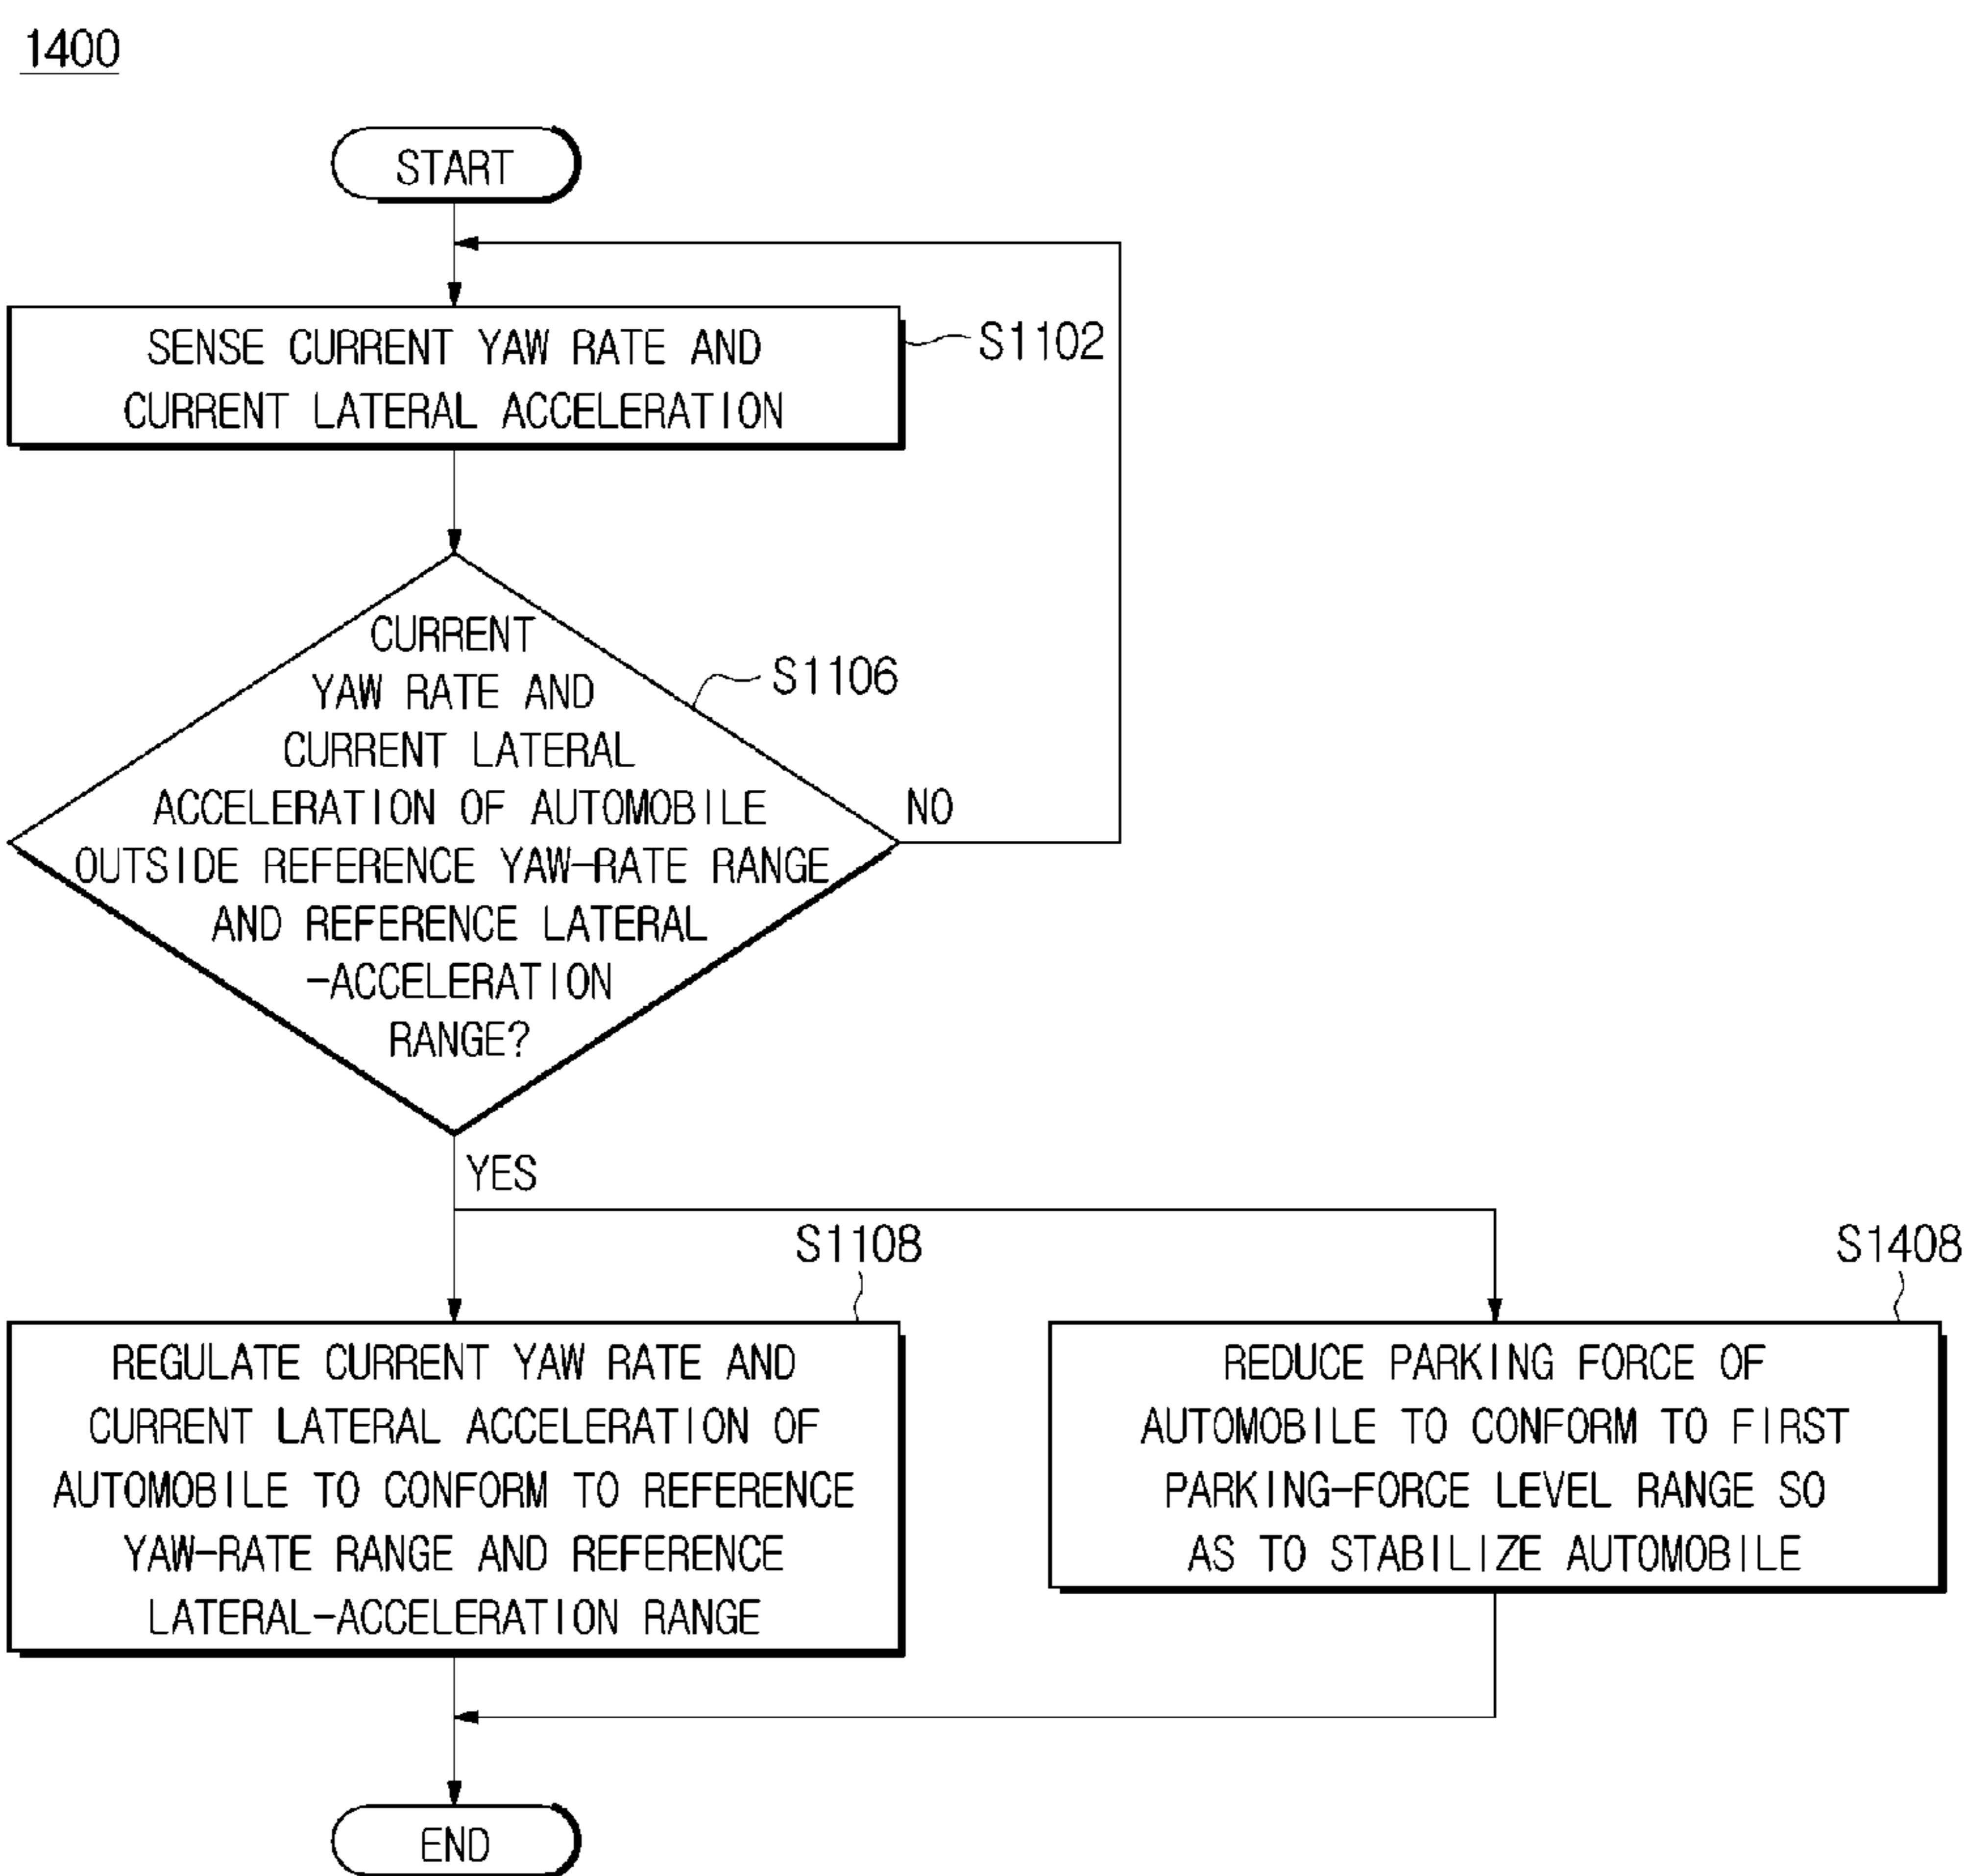 1400
START
SENSE CURRENT YAW RATE AND
CURRENT LATERAL ACCELERATION
S1102
CURRENT
YAW RATE AND
CURRENT LATERAL
ACCELERATION OF AUTOMOBILE
OUTSIDE REFERENCE YAW-RATE RANGE
AND REFERENCE LATERAL
-ACCELERATION
RANGE?
S1106
NO
YES
S1108
REGULATE CURRENT YAW RATE AND
CURRENT LATERAL ACCELERATION OF
AUTOMOBILE TO CONFORM TO REFERENCE
YAW-RATE RANGE AND REFERENCE
LATERAL-ACCELERATION RANGE
S1408
REDUCE PARKING FORCE OF
AUTOMOBILE TO CONFORM TO FIRST
PARKING-FORCE LEVEL RANGE SO
AS TO STABILIZE AUTOMOBILE
END